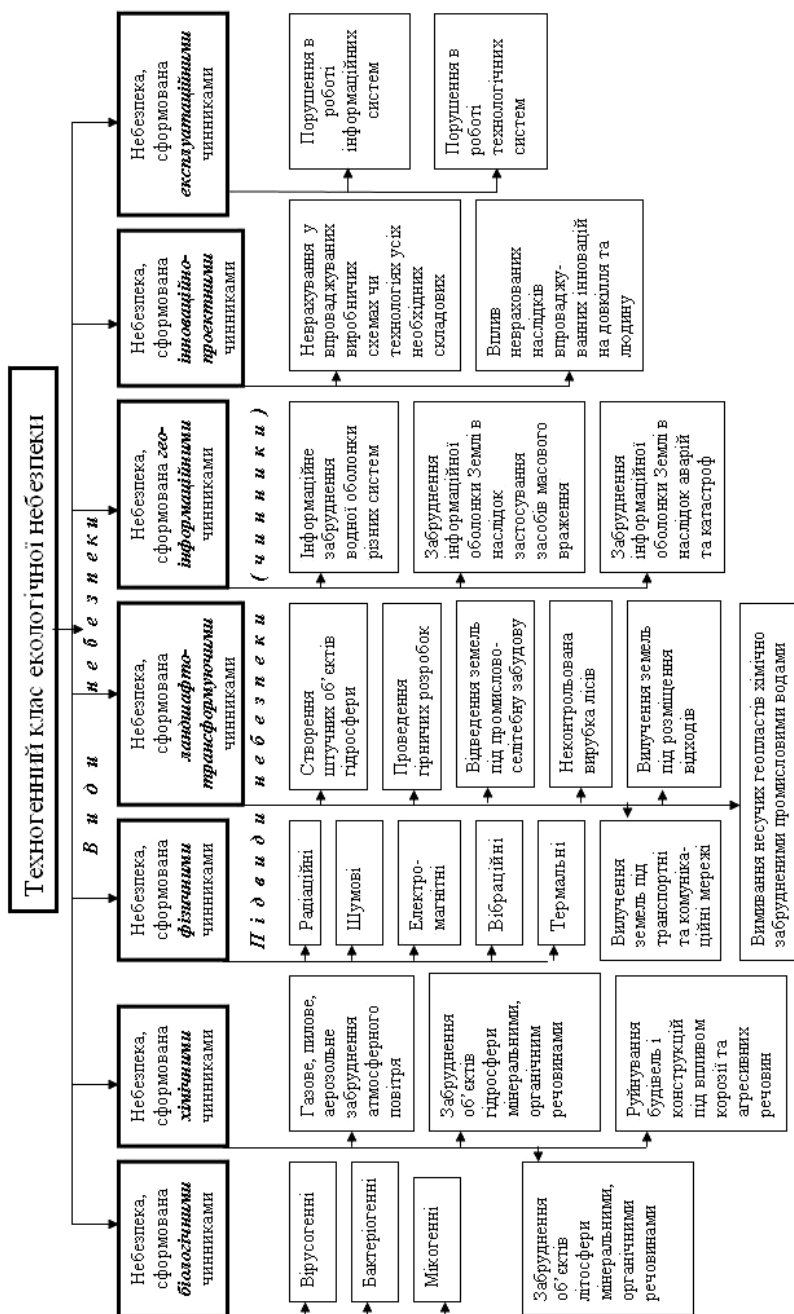 Техногенний клас екологічної небезпеки
Види небезпеки
Небезпека,
сформована
біологічними
чинниками
Небезпека,
сформована
хімічними
чинниками
Небезпека,
сформована
фізичними
чинниками
Небезпека,
сформована
ландшафто-
трансформуючими
чинниками
Небезпека,
сформована гео-
інформаційними
чинниками
Небезпека,
сформована
інноваційно-
проектними
чинниками
Небезпека,
сформована
експлуатаційними
чинниками
Підвиди небезпеки (чинники)
Вірусогенні
Бактеріогенні
Мікогенні
Газове, пилове,
аерозольне
забруднення
атмосферного
повітря
Забруднення
об’єктів
гідросфери
мінеральними,
органічним
речовинами
Забруднення
об’єктів
літосфери
мінеральними,
органічними
речовинами
Руйнування
будівель і
конструкцій
під впливом
корозії та
агресивних
речовин
Радіаційні
Шумові
Електро-
магнітні
Вібраційні
Термальні
Створення
штучних об’єктів
гідросфери
Проведення
гірничих розробок
Відведення земель
під промислово-
селітебну забудову
Неконтрольована
вирубка лісів
Вилучення
земель під
транспортні
та комуніка-
ційні мережі
Вилучення земель
під розміщення
відходів
Вимивання несучих геопластів хімічно
забрудненими промисловими водами
Інформаційне
забруднення
водної оболонки
різних систем
Забруднення
інформаційної
оболонки Землі в
наслідок
застосування
засобів масового
враження
Забруднення
інформаційної
оболонки Землі в
наслідок аварій
та катастроф
Неврахування у
впроваджуваних
виробничих
схемах чи
технологіях усіх
необхідних
складових
Вплив
неврахованих
наслідків
впроваджу-
ванних інновацій
на довкілля та
людину
Порушення в
роботі
інформаційних
систем
Порушення в
роботі
технологічних
систем